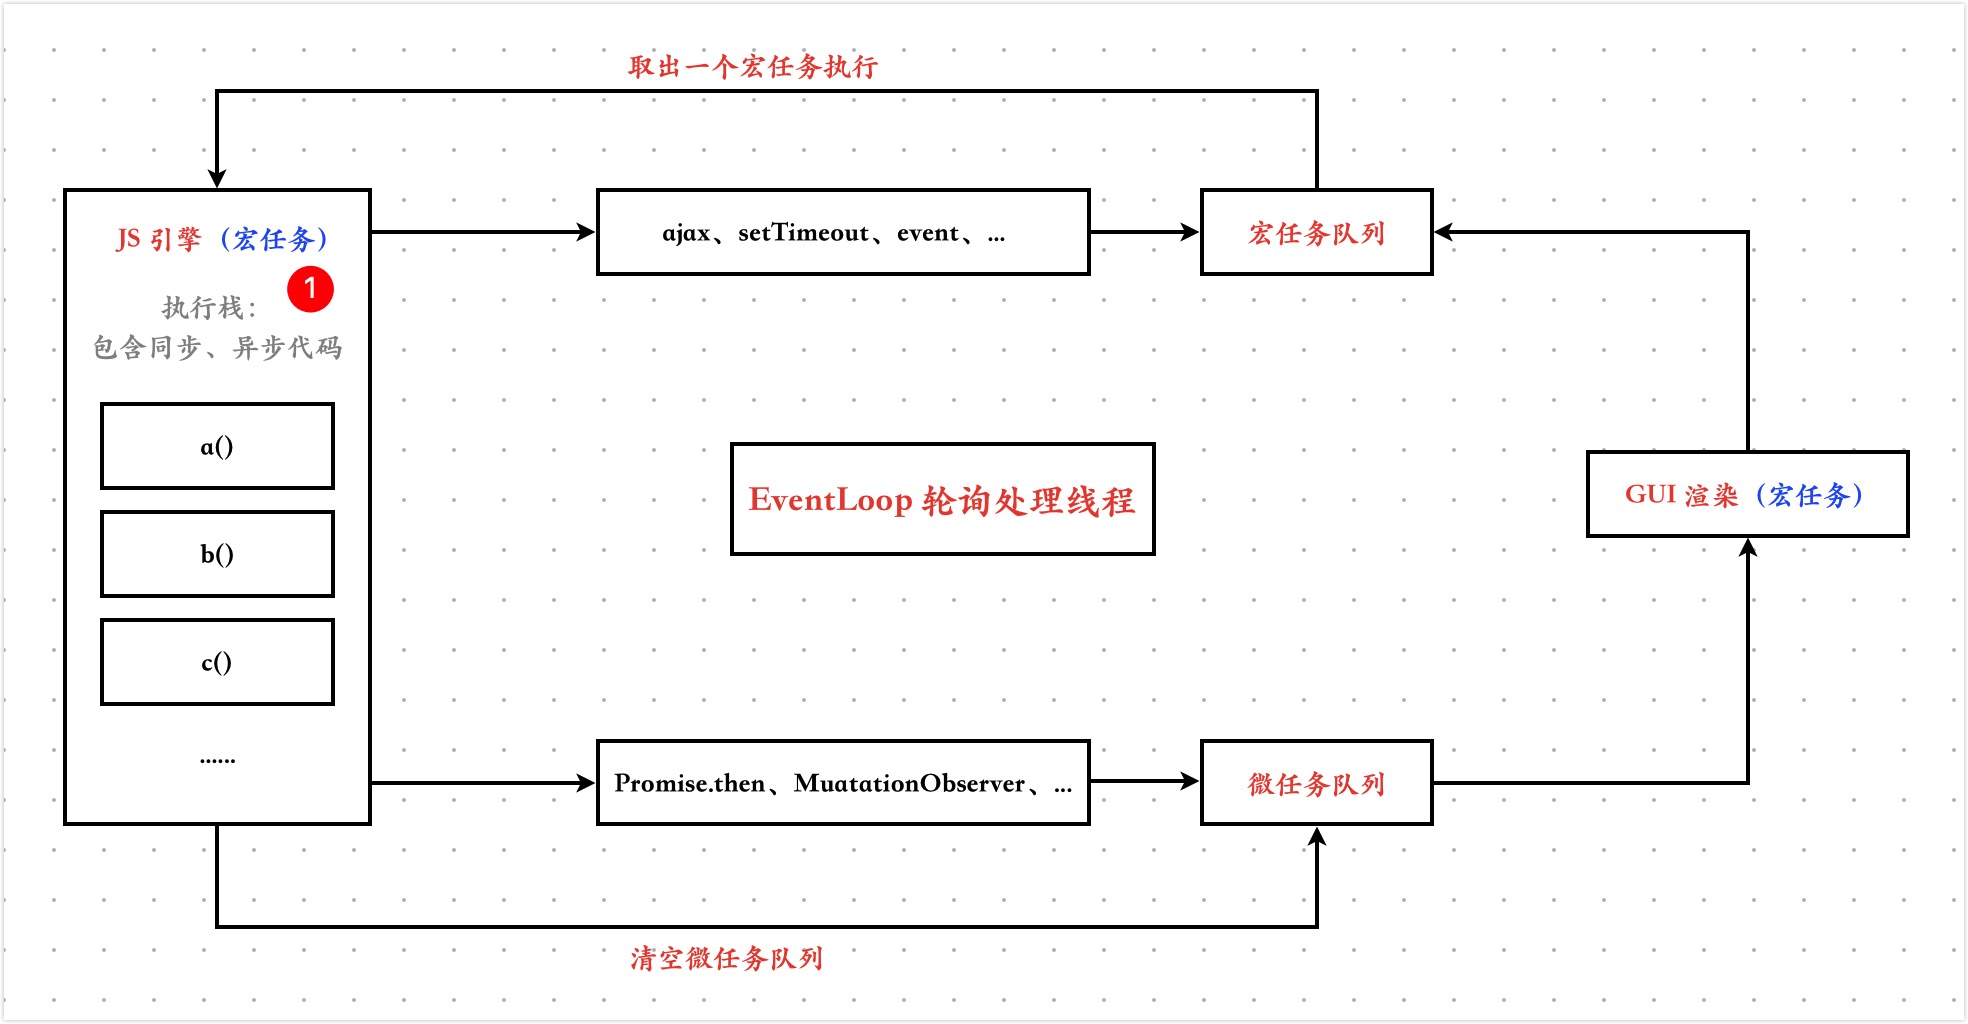 取出一个宏任务执行
JS 引擎（宏任务）
1
执行栈：
包含同步、异步代码
a()
b()
c()
......
ajax、setTimeout、event、...
宏任务队列
EventLoop 轮询处理线程
GUI 渲染（宏任务）
Promise.then、MuatationObserver、...
微任务队列
清空微任务队列